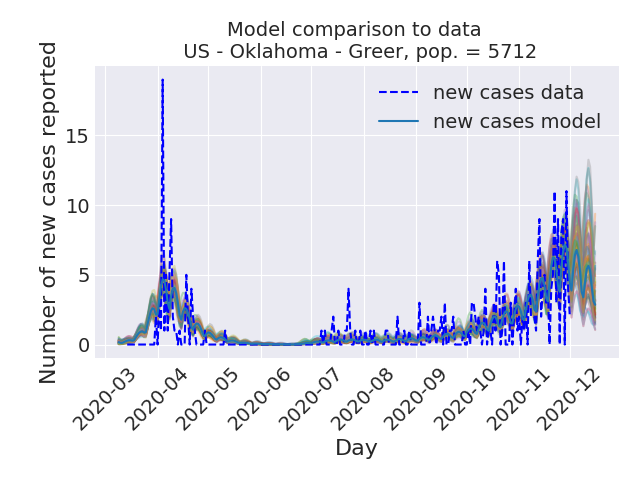 Model comparison to data
US - Oklahoma - Greer, pop. = 5712
new cases data
new cases model
Number of new cases reported
15
10
5
0
2020-03
2020-04
2020-05
2020-06
2020-07
2020-08
2020-09
2020-10
2020-11
2020-12
Day